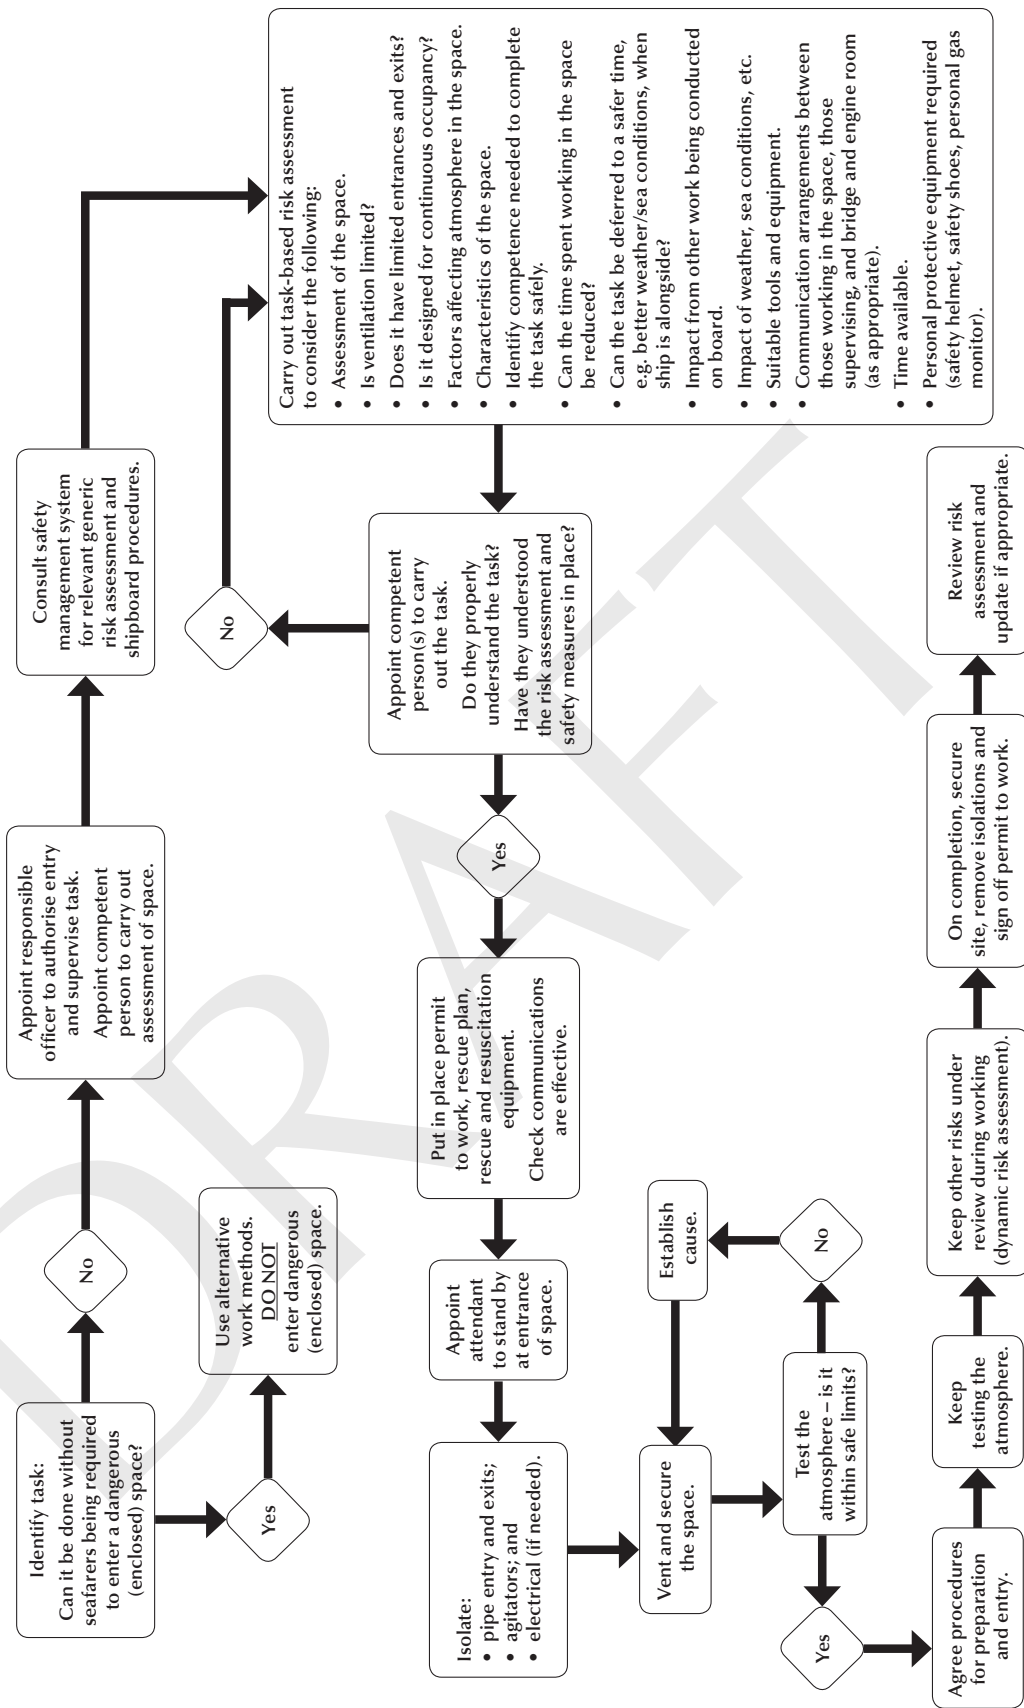 Identify task:
Can it be done without
seafarers being required
to enter a dangerous
(enclosed) space?
No
Yes
Use alternative
work methods.
DO NOT
enter dangerous
(enclosed) space.
Appoint responsible
officer to authorise entry
and supervise task.
Appoint competent
person to carry out
assessment of space.
Consult safety
management system
for relevant generic
risk assessment and
shipboard procedures.
Carry out task-based risk assessment
to consider the following:
• Assessment of the space.
• Is ventilation limited?
• Does it have limited entrances and exits?
• Is it designed for continuous occupancy?
• Factors affecting atmosphere in the space.
• Characteristics of the space.
• Identify competence needed to complete
the task safely.
• Can the time spent working in the space
be reduced?
• Can the task be deferred to a safer time,
e.g. better weather/sea conditions, when
ship is alongside?
• Impact from other work being conducted
on board.
• Impact of weather, sea conditions, etc.
• Suitable tools and equipment.
• Communication arrangements between
those working in the space, those
supervising, and bridge and engine room
(as appropriate).
• Time available.
• Personal protective equipment required
(safety helmet, safety shoes, personal gas
monitor).
No
Appoint competent
person(s) to carry
out the task.
Do they properly
understand the task?
Have they understood
the risk assessment and
safety measures in place?
Yes
Put in place permit
to work, rescue plan,
rescue and resuscitation
equipment.
Check communications
are effective.
Appoint
attendant
to stand by
at entrance
of space.
Isolate:
• pipe entry and exits;
• agitators; and
• electrical (if needed).
Vent and secure
the space.
Establish
cause.
Test the
atmosphere – is it
within safe limits?
No
Yes
Agree procedures
for preparation
and entry.
Keep
testing the
atmosphere.
Keep other risks under
review during working
(dynamic risk assessment).
On completion, secure
site, remove isolations and
sign off permit to work.
Review risk
assessment and
update if appropriate.
DRAFT